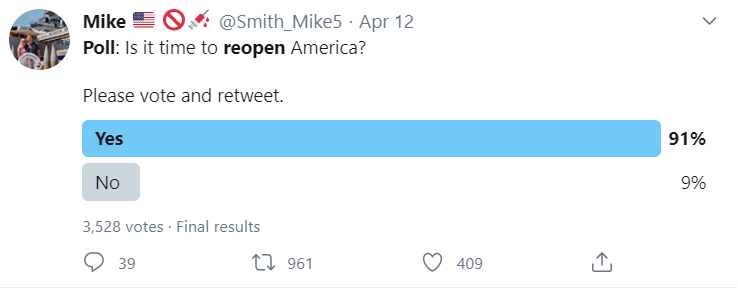 Mike 🇺🇸 🚫💉 @Smith_Mike5 · Apr 12
Poll: Is it time to reopen America?
Please vote and retweet.
Yes 91%
No 9%
3,528 votes · Final results
39 961 409